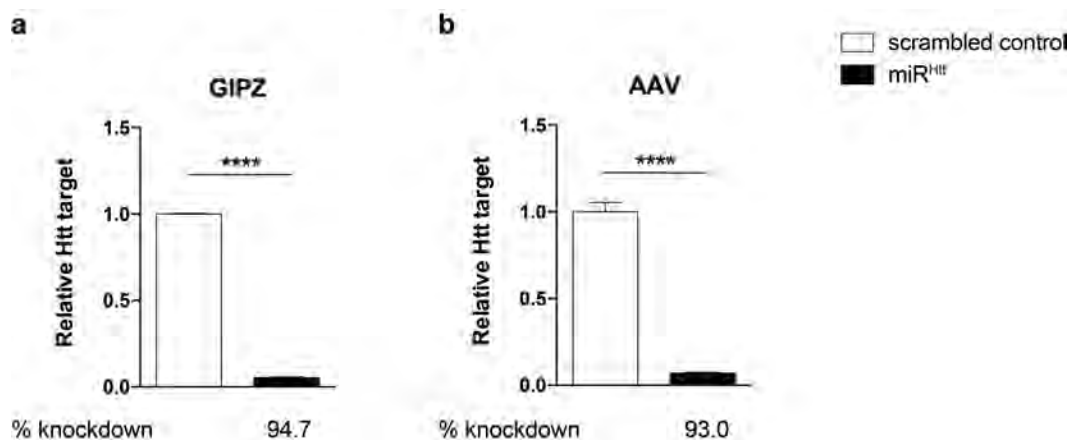 a
GIPZ
Relative Htt target
1.5
1.0
0.5
0.0
****
% knockdown 94.7
b
AAV
Relative Htt target
1.5
1.0
0.5
0.0
****
% knockdown 93.0
scrambled control
miR^Htt